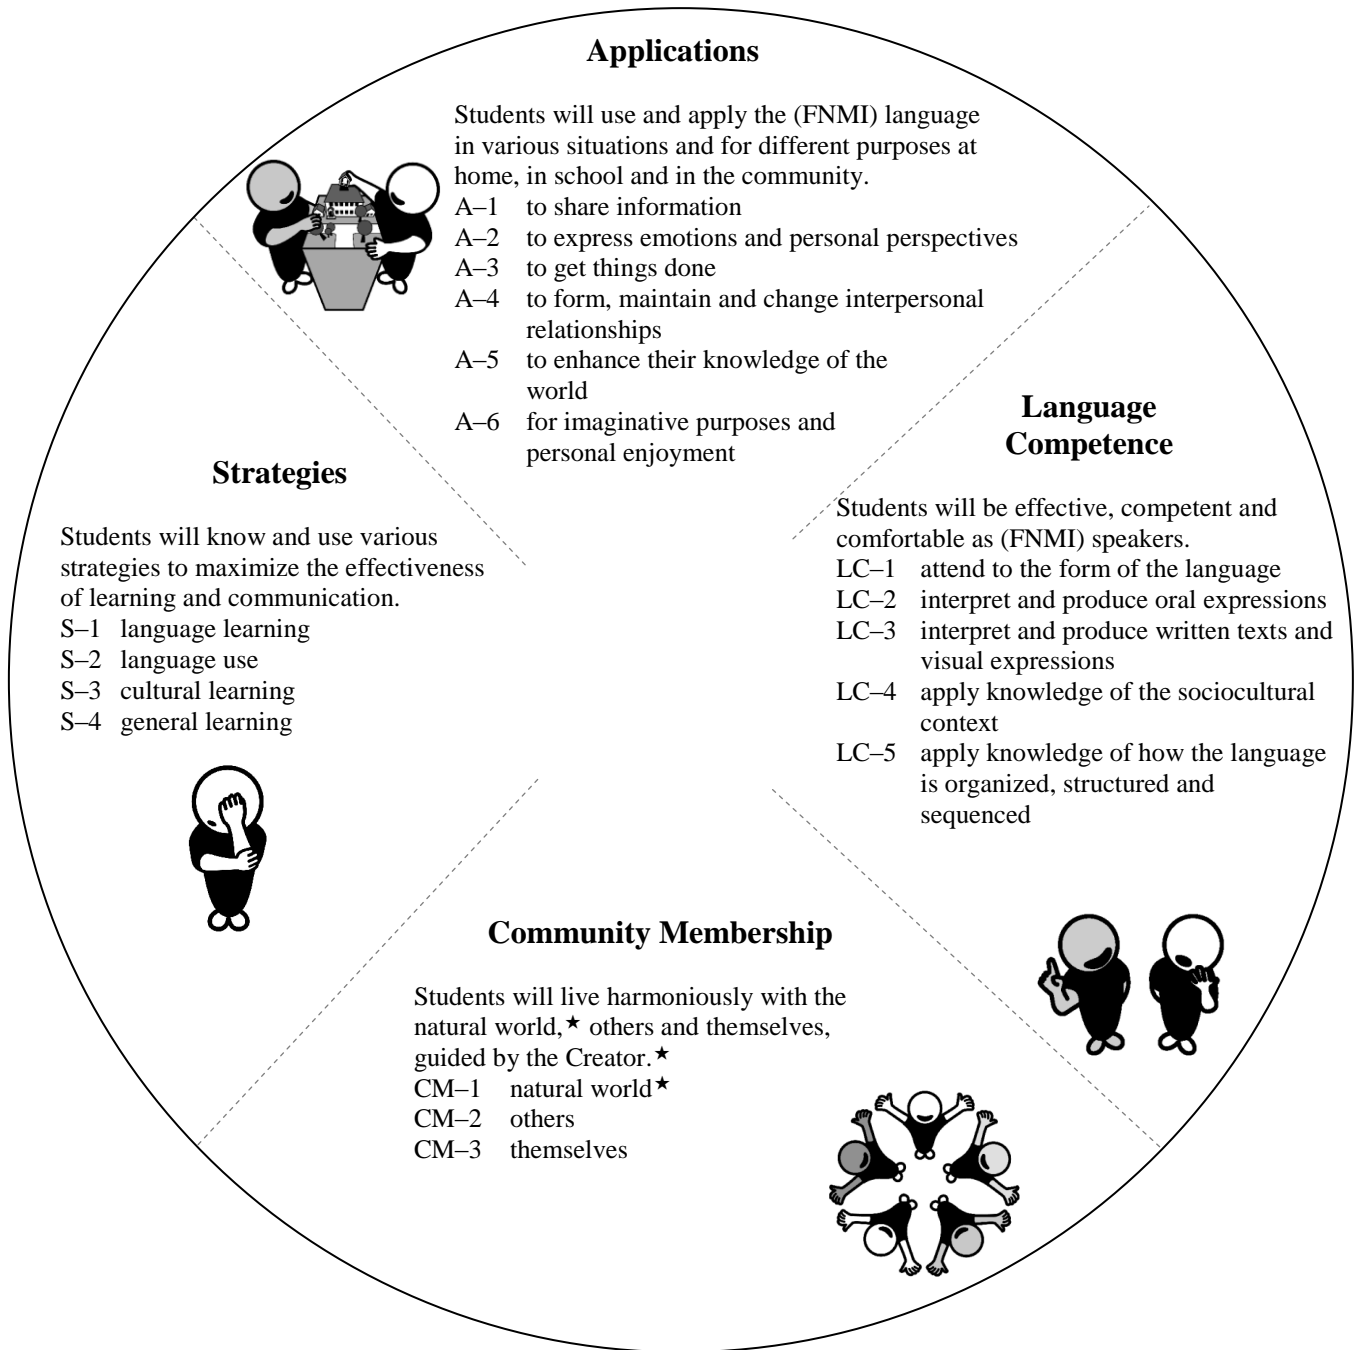 Applications
Students will use and apply the (FNMI) language
in various situations and for different purposes at
home, in school and in the community.
A–1 to share information
A–2 to express emotions and personal perspectives
A–3 to get things done
A–4 to form, maintain and change interpersonal
relationships
A–5 to enhance their knowledge of the
world
A–6 for imaginative purposes and
personal enjoyment
Language
Competence
Students will be effective, competent and
comfortable as (FNMI) speakers.
LC–1 attend to the form of the language
LC–2 interpret and produce oral expressions
LC–3 interpret and produce written texts and
visual expressions
LC–4 apply knowledge of the sociocultural
context
LC–5 apply knowledge of how the language
is organized, structured and
sequenced
Strategies
Students will know and use various
strategies to maximize the effectiveness
of learning and communication.
S–1 language learning
S–2 language use
S–3 cultural learning
S–4 general learning
Community Membership
Students will live harmoniously with the
natural world,★ others and themselves,
guided by the Creator.★
CM–1 natural world★
CM–2 others
CM–3 themselves